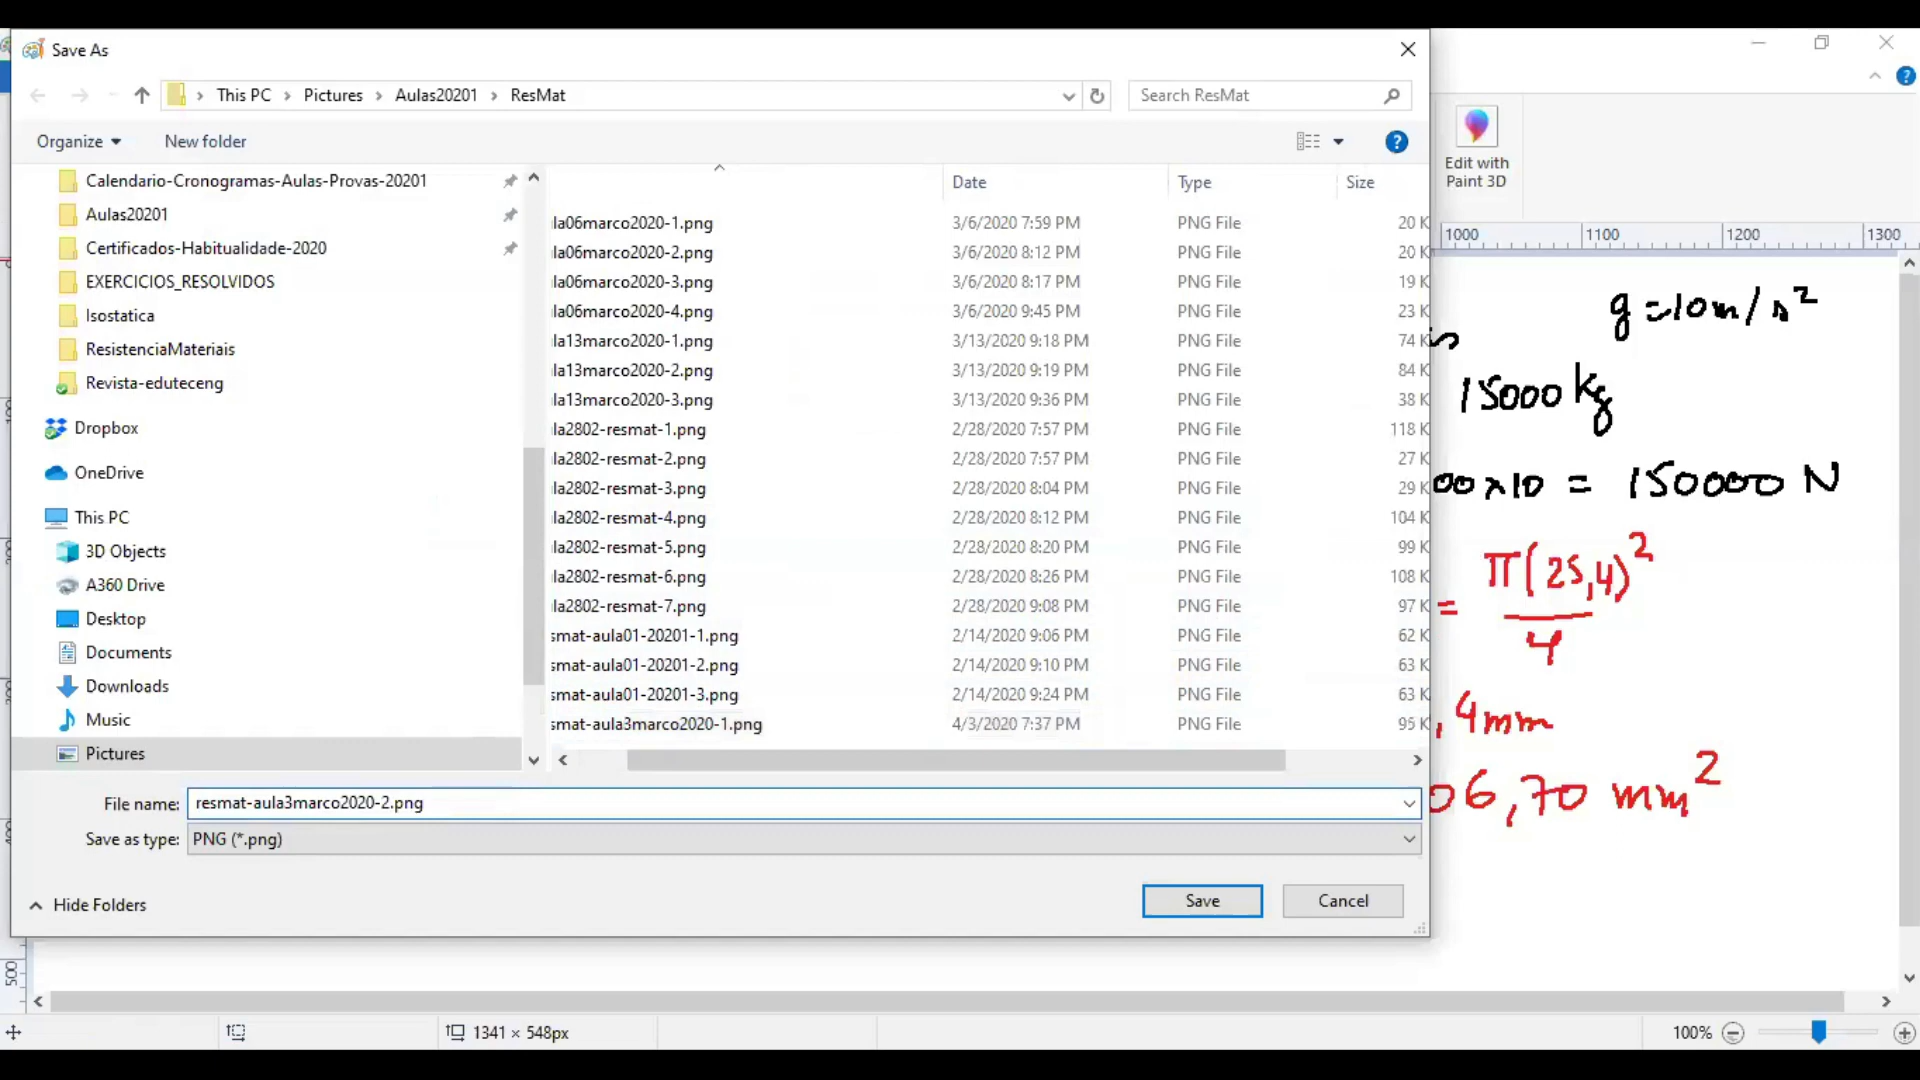 Save As
This PC > Pictures > Aulas20201 > ResMat
Search ResMat
Organize
New folder
Calendario-Cronogramas-Aulas-Provas-20201
Aulas20201
Certificados-Habitualidade-2020
EXERCICIOS_RESOLVIDOS
Isostatica
ResistenciaMateriais
Revista-eduteceng
Dropbox
OneDrive
This PC
3D Objects
A360 Drive
Desktop
Documents
Downloads
Music
Pictures
Date Type Size
la06marco2020-1.png 3/6/2020 7:59 PM PNG File 20 K
la06marco2020-2.png 3/6/2020 8:12 PM PNG File 20 K
la06marco2020-3.png 3/6/2020 8:17 PM PNG File 19 K
la06marco2020-4.png 3/6/2020 9:45 PM PNG File 23 K
la13marco2020-1.png 3/13/2020 9:18 PM PNG File 74 K
la13marco2020-2.png 3/13/2020 9:19 PM PNG File 84 K
la13marco2020-3.png 3/13/2020 9:36 PM PNG File 38 K
la2802-resmat-1.png 2/28/2020 7:57 PM PNG File 118 K
la2802-resmat-2.png 2/28/2020 7:57 PM PNG File 27 K
la2802-resmat-3.png 2/28/2020 8:04 PM PNG File 29 K
la2802-resmat-4.png 2/28/2020 8:12 PM PNG File 104 K
la2802-resmat-5.png 2/28/2020 8:20 PM PNG File 99 K
la2802-resmat-6.png 2/28/2020 8:26 PM PNG File 108 K
la2802-resmat-7.png 2/28/2020 9:08 PM PNG File 97 K
smat-aula01-20201-1.png 2/14/2020 9:06 PM PNG File 62 K
smat-aula01-20201-2.png 2/14/2020 9:10 PM PNG File 63 K
smat-aula01-20201-3.png 2/14/2020 9:24 PM PNG File 63 K
smat-aula3marco2020-1.png 4/3/2020 7:37 PM PNG File 95 K
File name: resmat-aula3marco2020-2.png
Save as type: PNG (*.png)
Hide Folders
Save
Cancel
Edit with
Paint 3D
1000 1100 1200 1300
g = 10m/s²
15000 kg
00 x 10 = 150000 N
= π(25,4)²
4
,4mm
06,70 mm²
500
1341 × 548px
100%